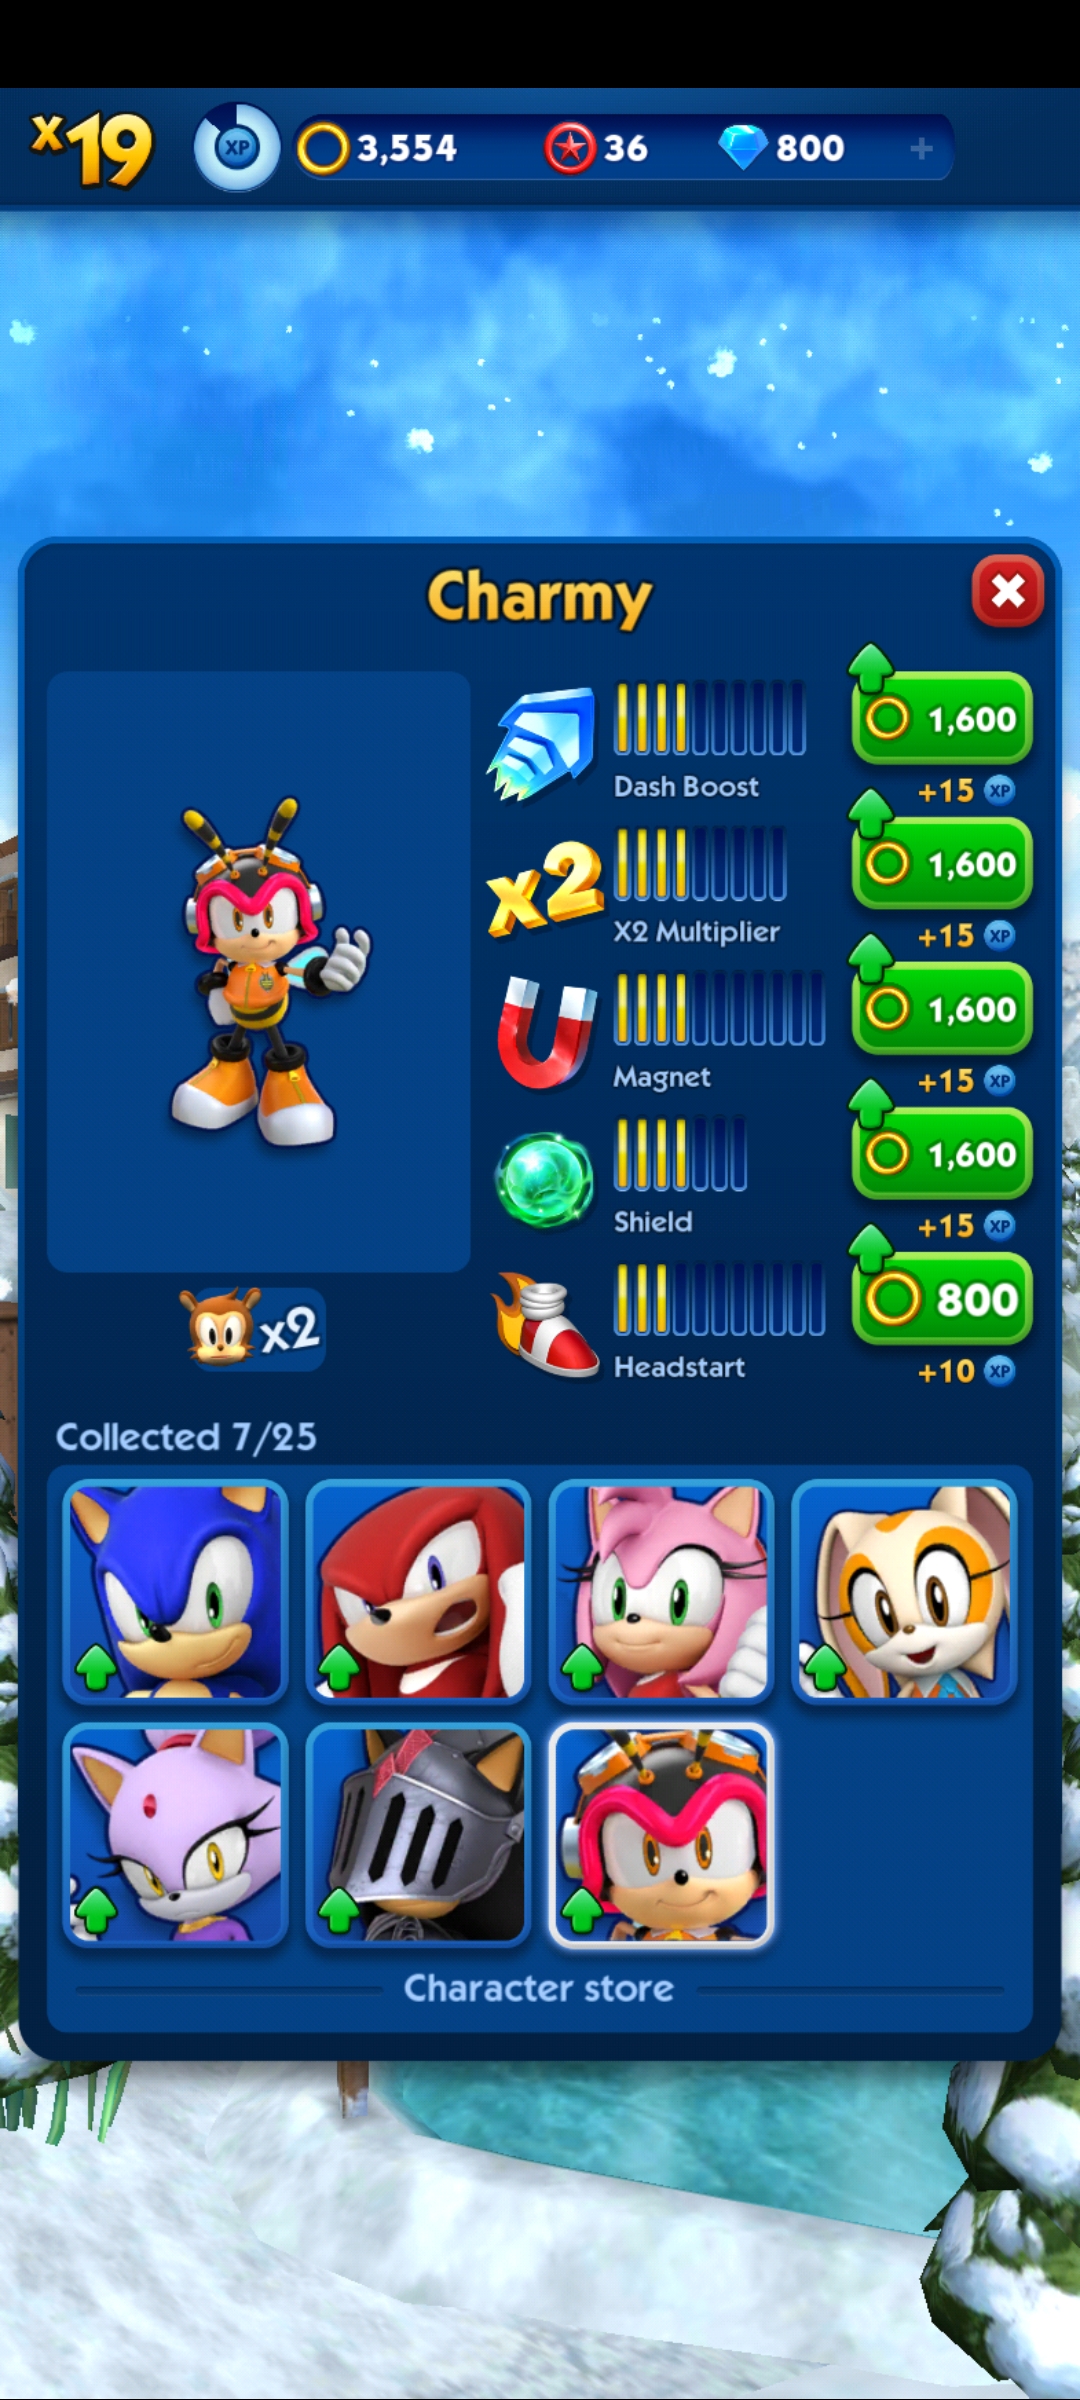 x19 XP 3,554 36 800 +
Charmy
1,600
Dash Boost
+15 XP
x2
1,600
X2 Multiplier
+15 XP
1,600
Magnet
+15 XP
1,600
Shield
+15 XP
800
x2
Headstart
+10 XP
Collected 7/25
Character store